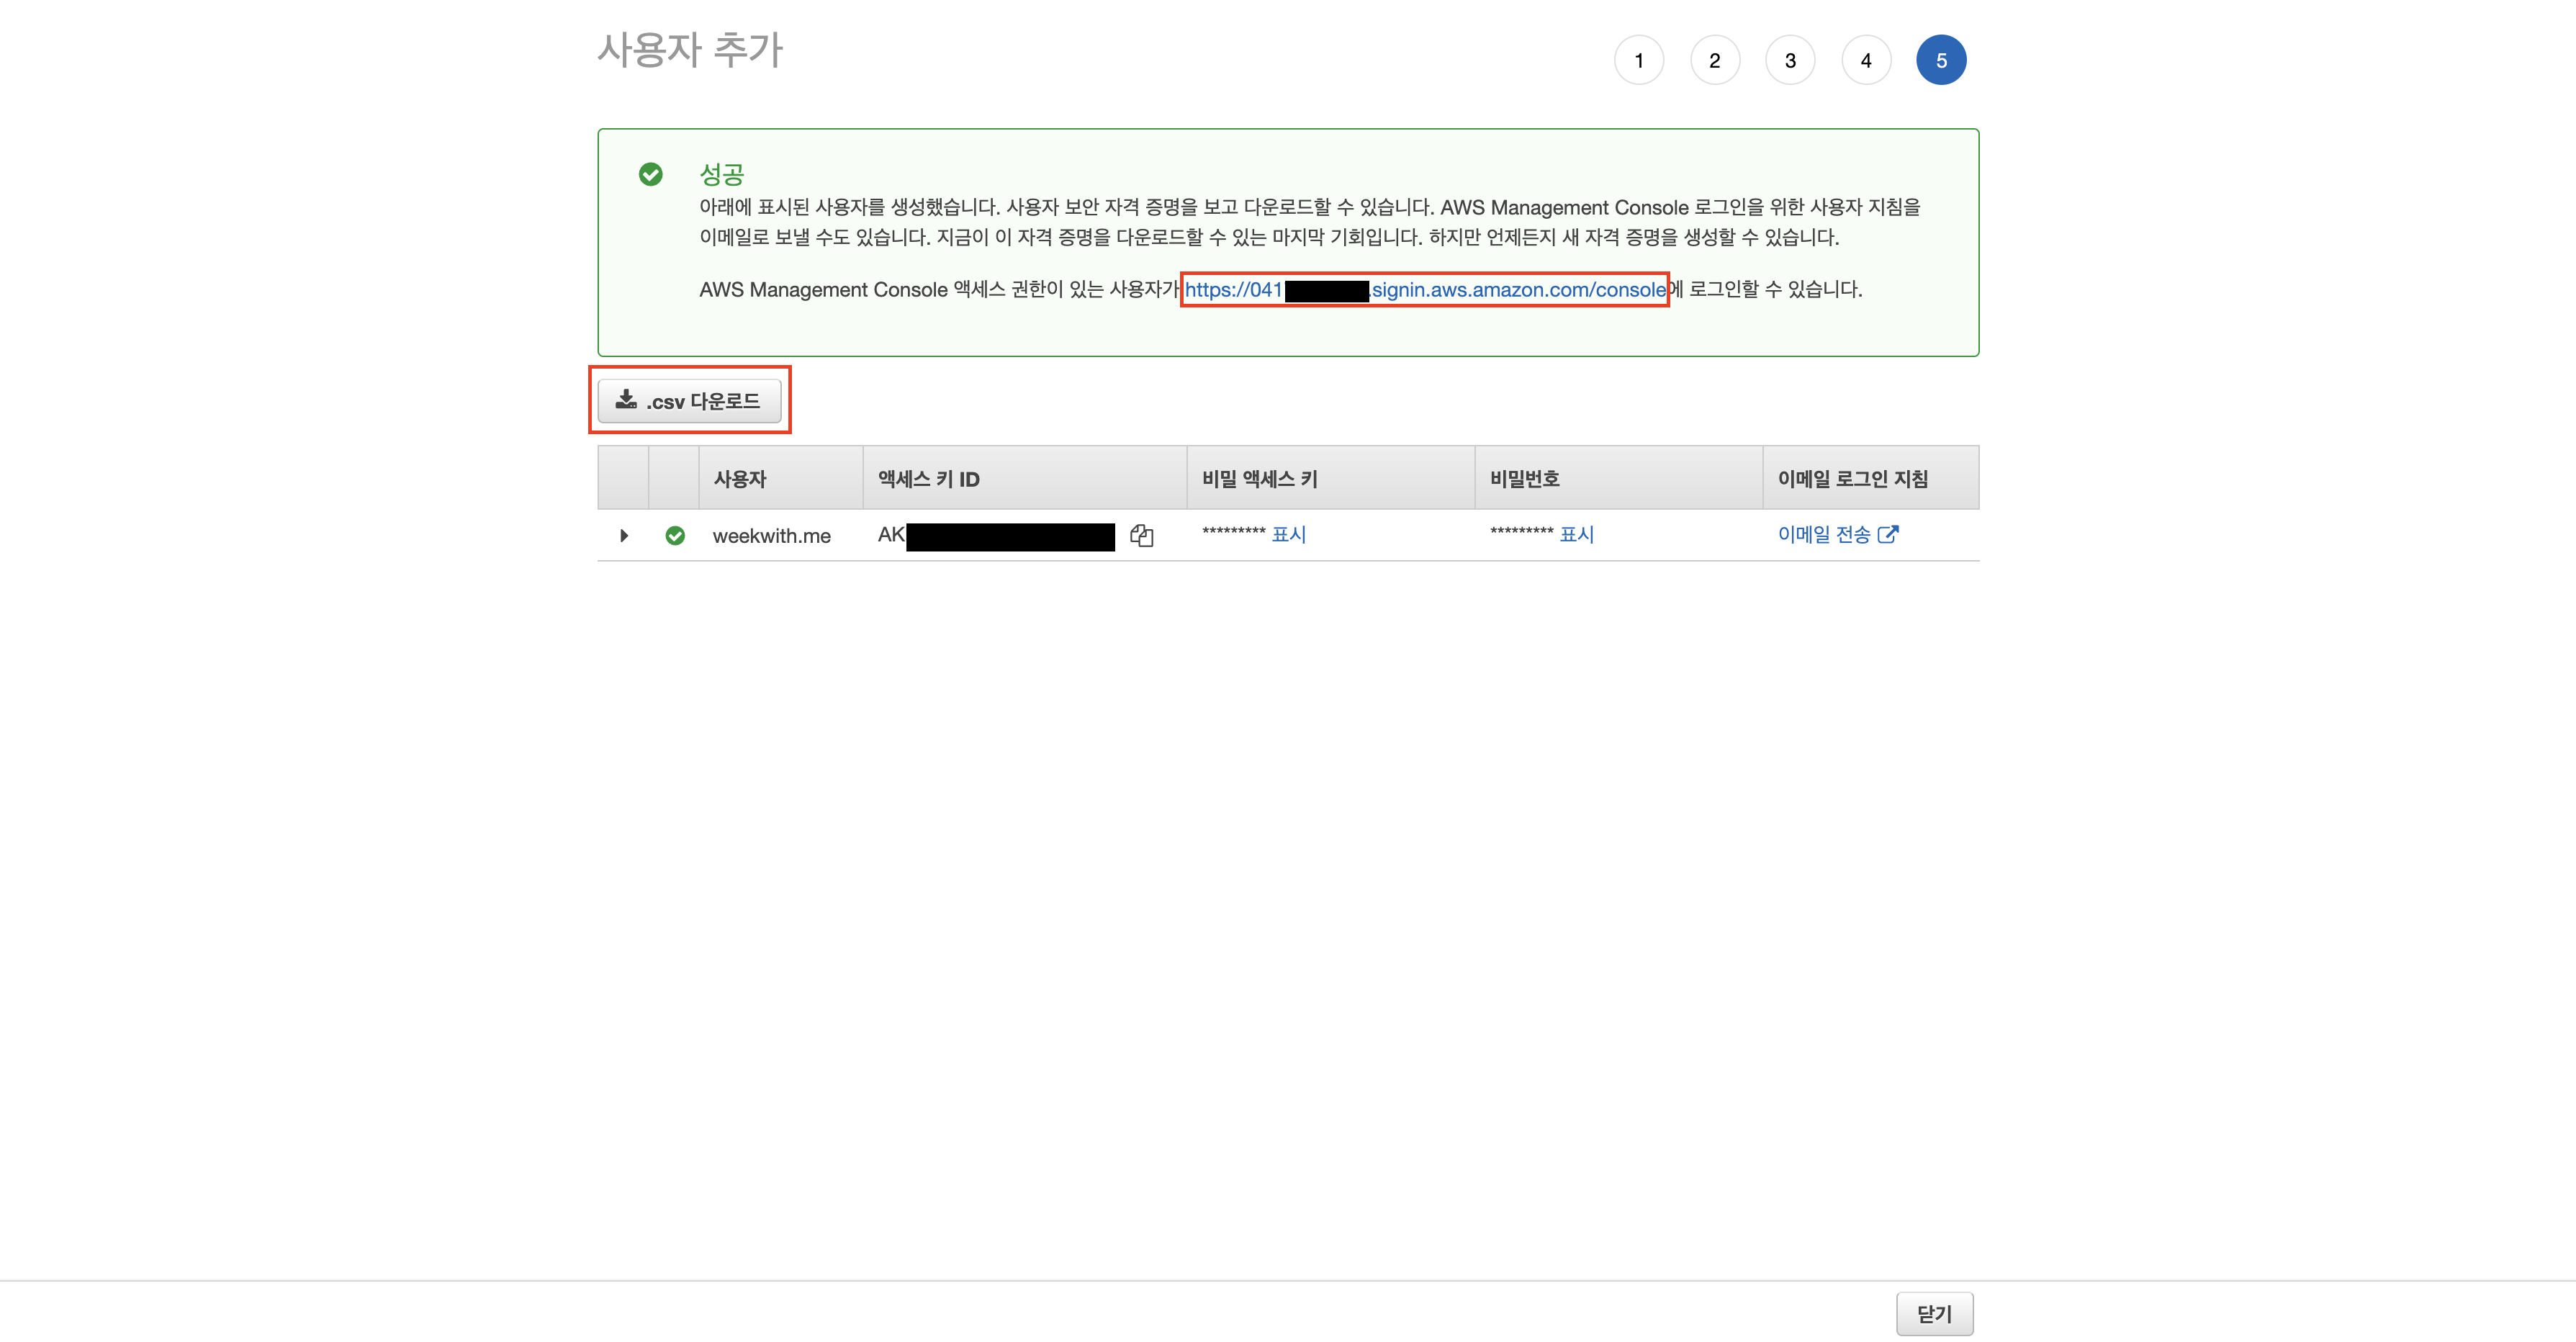 사용자 추가
1 2 3 4 5
성공
아래에 표시된 사용자를 생성했습니다. 사용자 보안 자격 증명을 보고 다운로드할 수 있습니다. AWS Management Console 로그인을 위한 사용자 지침을
이메일로 보낼 수도 있습니다. 지금이 이 자격 증명을 다운로드할 수 있는 마지막 기회입니다. 하지만 언제든지 새 자격 증명을 생성할 수 있습니다.
AWS Management Console 액세스 권한이 있는 사용자가 https://041 .signin.aws.amazon.com/console에 로그인할 수 있습니다.
.csv 다운로드
사용자 액세스 키 ID 비밀 액세스 키 비밀번호 이메일 로그인 지침
weekwith.me AK ********* 표시 ********* 표시 이메일 전송
닫기